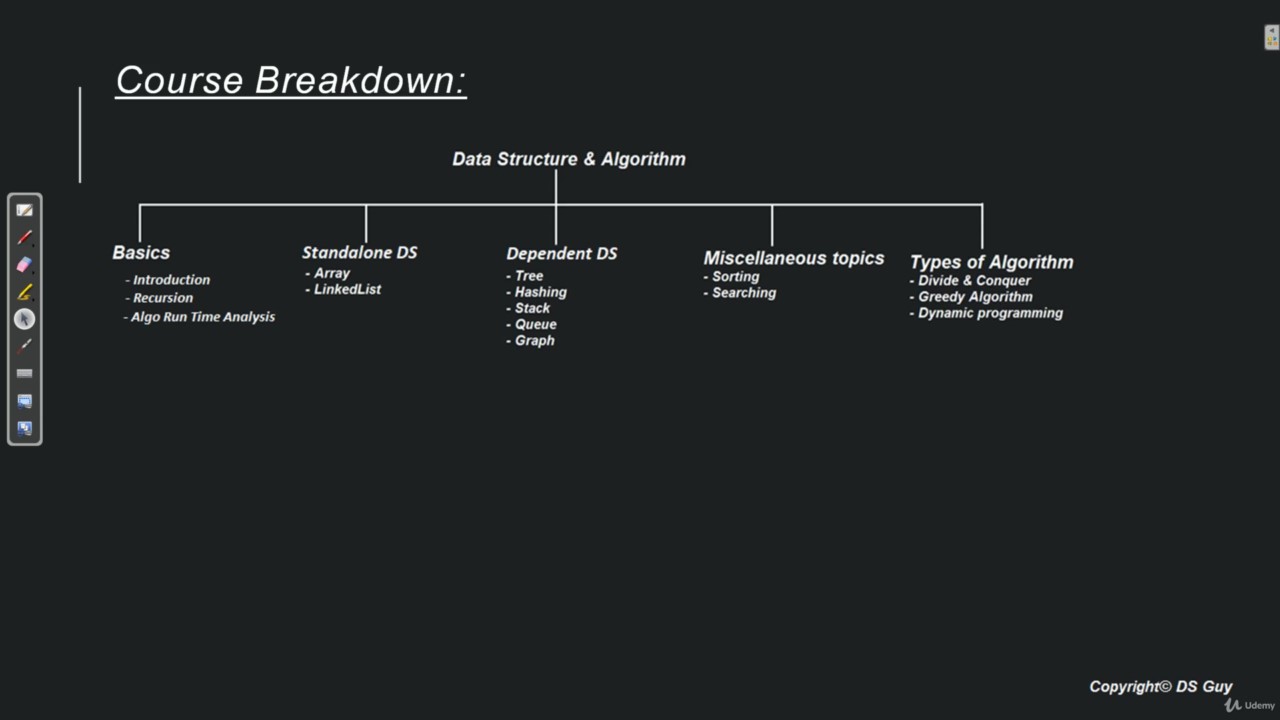 Course Breakdown:
Data Structure & Algorithm
Basics
- Introduction
- Recursion
- Algo Run Time Analysis
Standalone DS
- Array
- LinkedList
Dependent DS
- Tree
- Hashing
- Stack
- Queue
- Graph
Miscellaneous topics
- Sorting
- Searching
Types of Algorithm
- Divide & Conquer
- Greedy Algorithm
- Dynamic programming
Copyright© DS Guy
Udemy